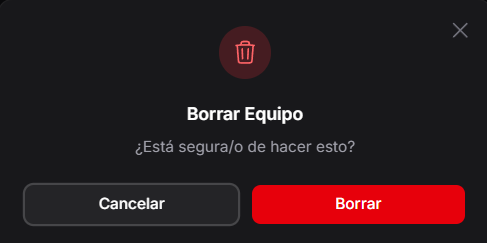 Borrar Equipo
¿Está segura/o de hacer esto?
Cancelar
Borrar